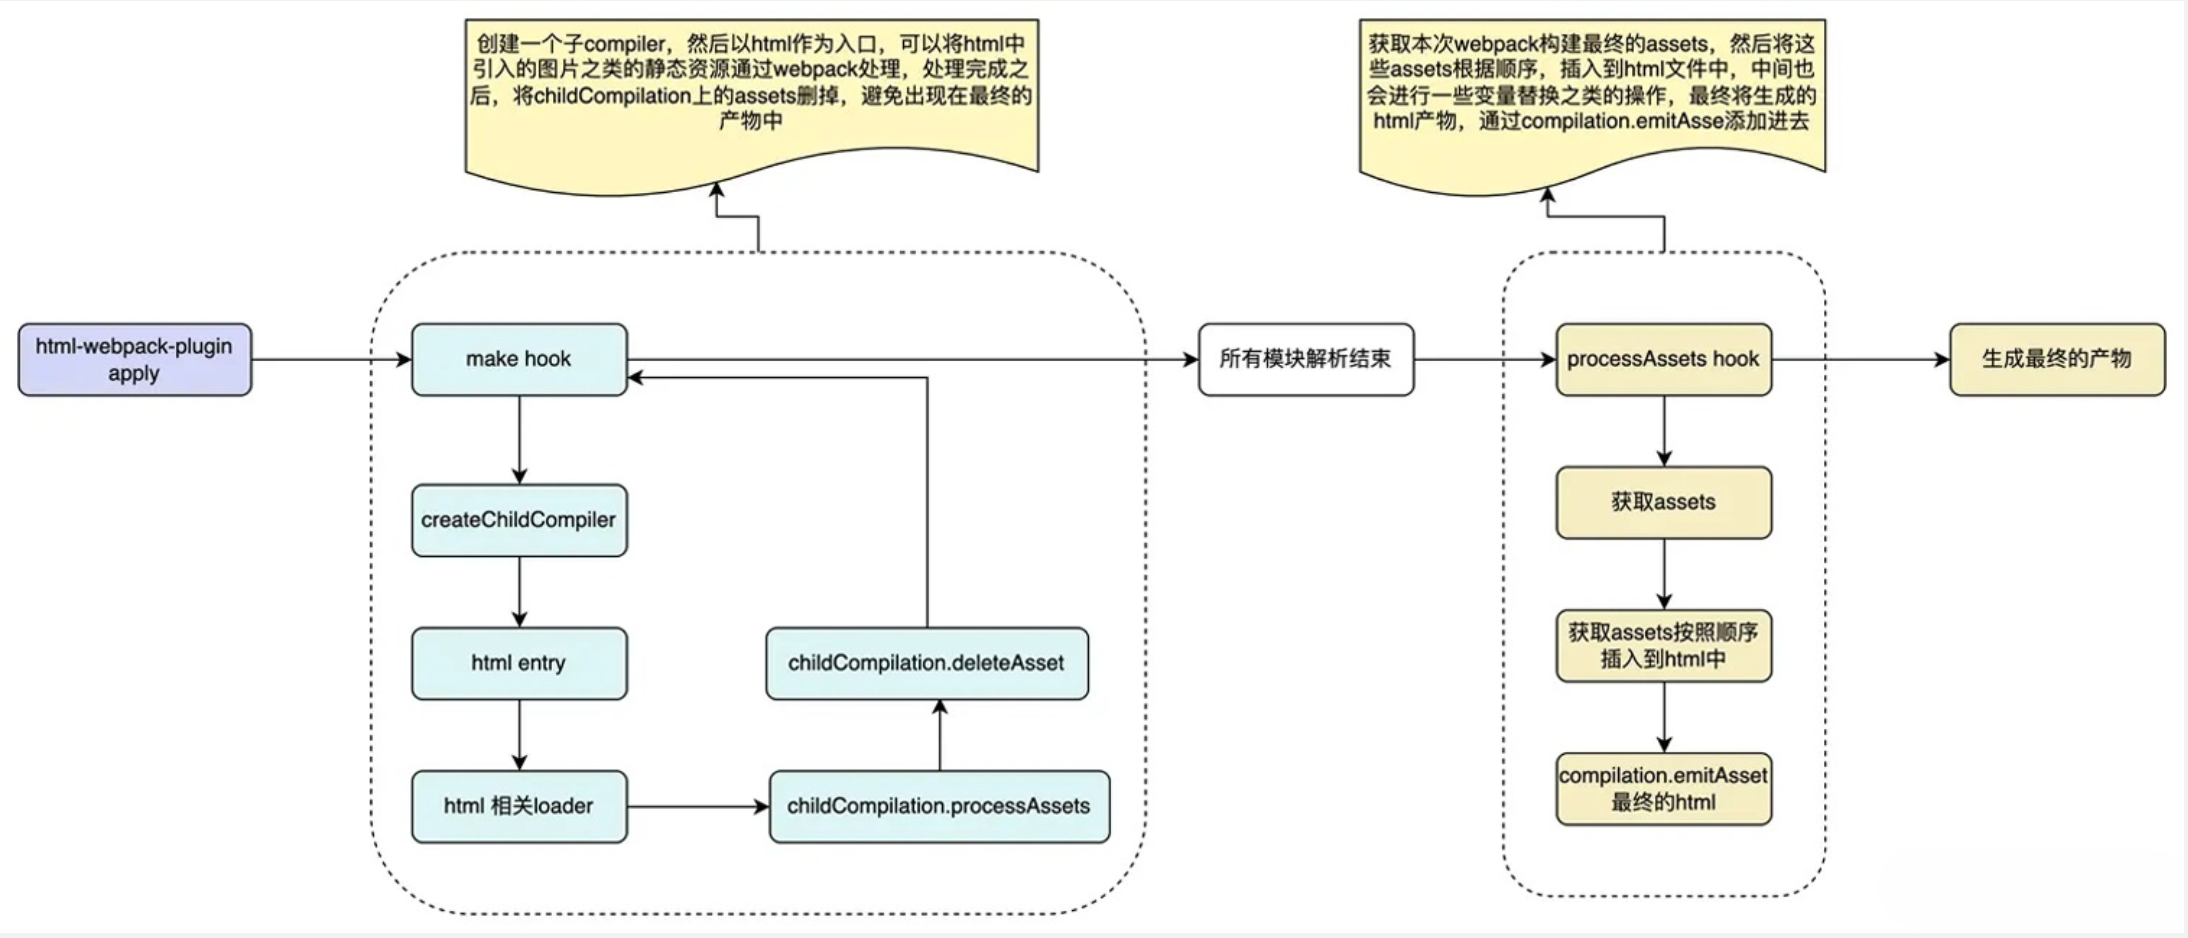 创建一个子compiler，然后以html作为入口，可以将html中
引入的图片之类的静态资源通过webpack处理，处理完成之
后，将childCompilation上的assets删掉，避免出现在最终的
产物中
获取本次webpack构建最终的assets，然后将这
些assets根据顺序，插入到html文件中，中间也
会进行一些变量替换之类的操作，最终将生成的
html产物，通过compilation.emitAsse添加进去
html-webpack-plugin
apply
make hook
所有模块解析结束
processAssets hook
生成最终的产物
createChildCompiler
获取assets
html entry
childCompilation.deleteAsset
获取assets按照顺序
插入到html中
html 相关loader
childCompilation.processAssets
compilation.emitAsset
最终的html